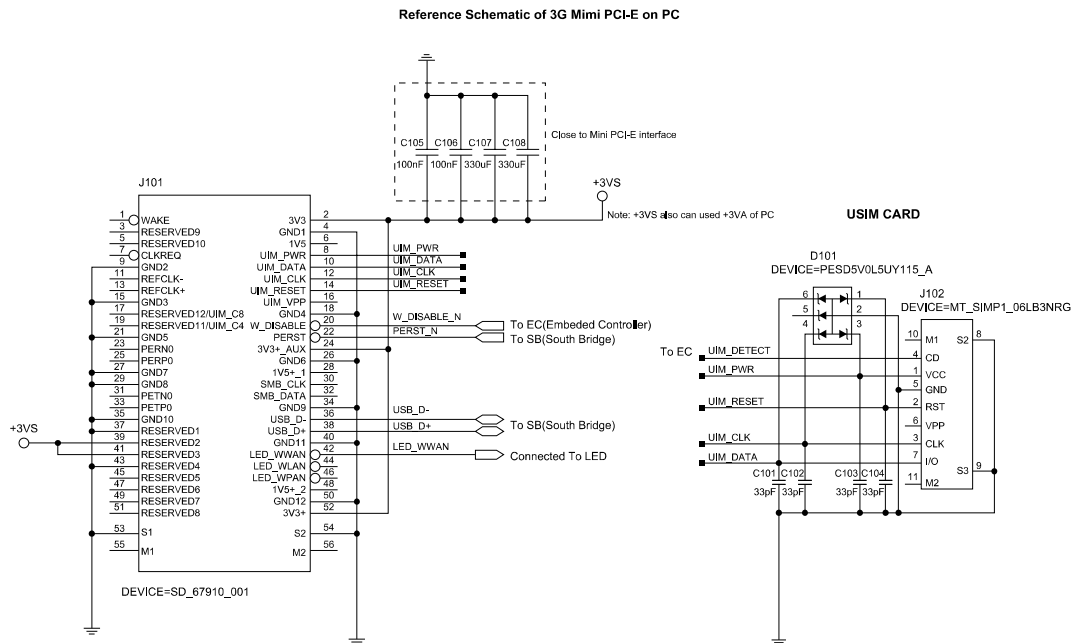 Reference Schematic of 3G Mimi PCI-E on PC
C105
100nF
C106
100nF
C107
330uF
C108
330uF
Close to Mini PCI-E interface
+3VS
Note: +3VS also can used +3VA of PC
J101
1 WAKE
3 RESERVED9
5 RESERVED10
7 CLKREQ
9 GND2
11 REFCLK-
13 REFCLK+
15 GND3
17 RESERVED12/UIM_C8
19 RESERVED11/UIM_C4
21 GND5
23 PERN0
25 PERP0
27 GND7
29 GND8
31 PETN0
33 PETP0
35 GND10
37 RESERVED1
39 RESERVED2
41 RESERVED3
43 RESERVED4
45 RESERVED5
47 RESERVED6
49 RESERVED7
51 RESERVED8
53 S1
55 M1
3V3 2
GND1 4
1V5 6
UIM_PWR 8
UIM_DATA 10
UIM_CLK 12
UIM_RESET 14
UIM_VPP 16
GND4 18
W_DISABLE 20
PERST 22
3V3+_AUX 24
GND6 26
1V5+_1 28
SMB_CLK 30
SMB_DATA 32
GND9 34
USB_D- 36
USB_D+ 38
GND11 40
LED_WWAN 42
LED_WLAN 44
LED_WPAN 46
1V5+_2 48
GND12 50
3V3+ 52
S2 54
M2 56
+3VS
DEVICE=SD_67910_001
UIM_PWR
UIM_DATA
UIM_CLK
UIM_RESET
W_DISABLE_N
To EC(Embeded Controller)
PERST_N
To SB(South Bridge)
USB_D-
USB_D+
To SB(South Bridge)
LED_WWAN
Connected To LED
USIM CARD
D101
DEVICE=PESD5V0L5UY115_A
6 1
5 2
4 3
J102
DEVICE=MT_SIMP1_06LB3NRG
10 M1
4 CD
1 VCC
5 GND
2 RST
6 VPP
3 CLK
7 I/O
11 M2
S2 8
S3 9
To EC
UIM_DETECT
UIM_PWR
UIM_RESET
UIM_CLK
UIM_DATA
C101
33pF
C102
33pF
C103
33pF
C104
33pF